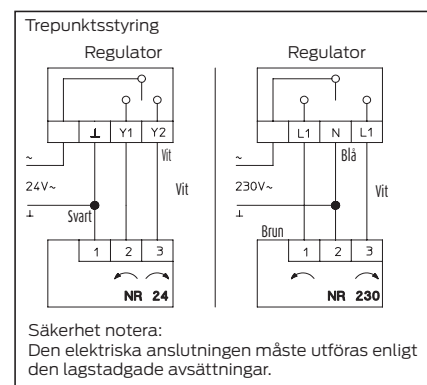 Trepunktsstyring
Regulator
Regulator
⊥ Y1 Y2
L1 N L1
~
Vit
24V~
Vit
⊥
Svart
~
Blå
230V~
Vit
⊥
Brun
1 2 3
NR 24
1 2 3
NR 230
Säkerhet notera:
Den elektriska anslutningen måste utföras enligt
den lagstadgade avsättningar.